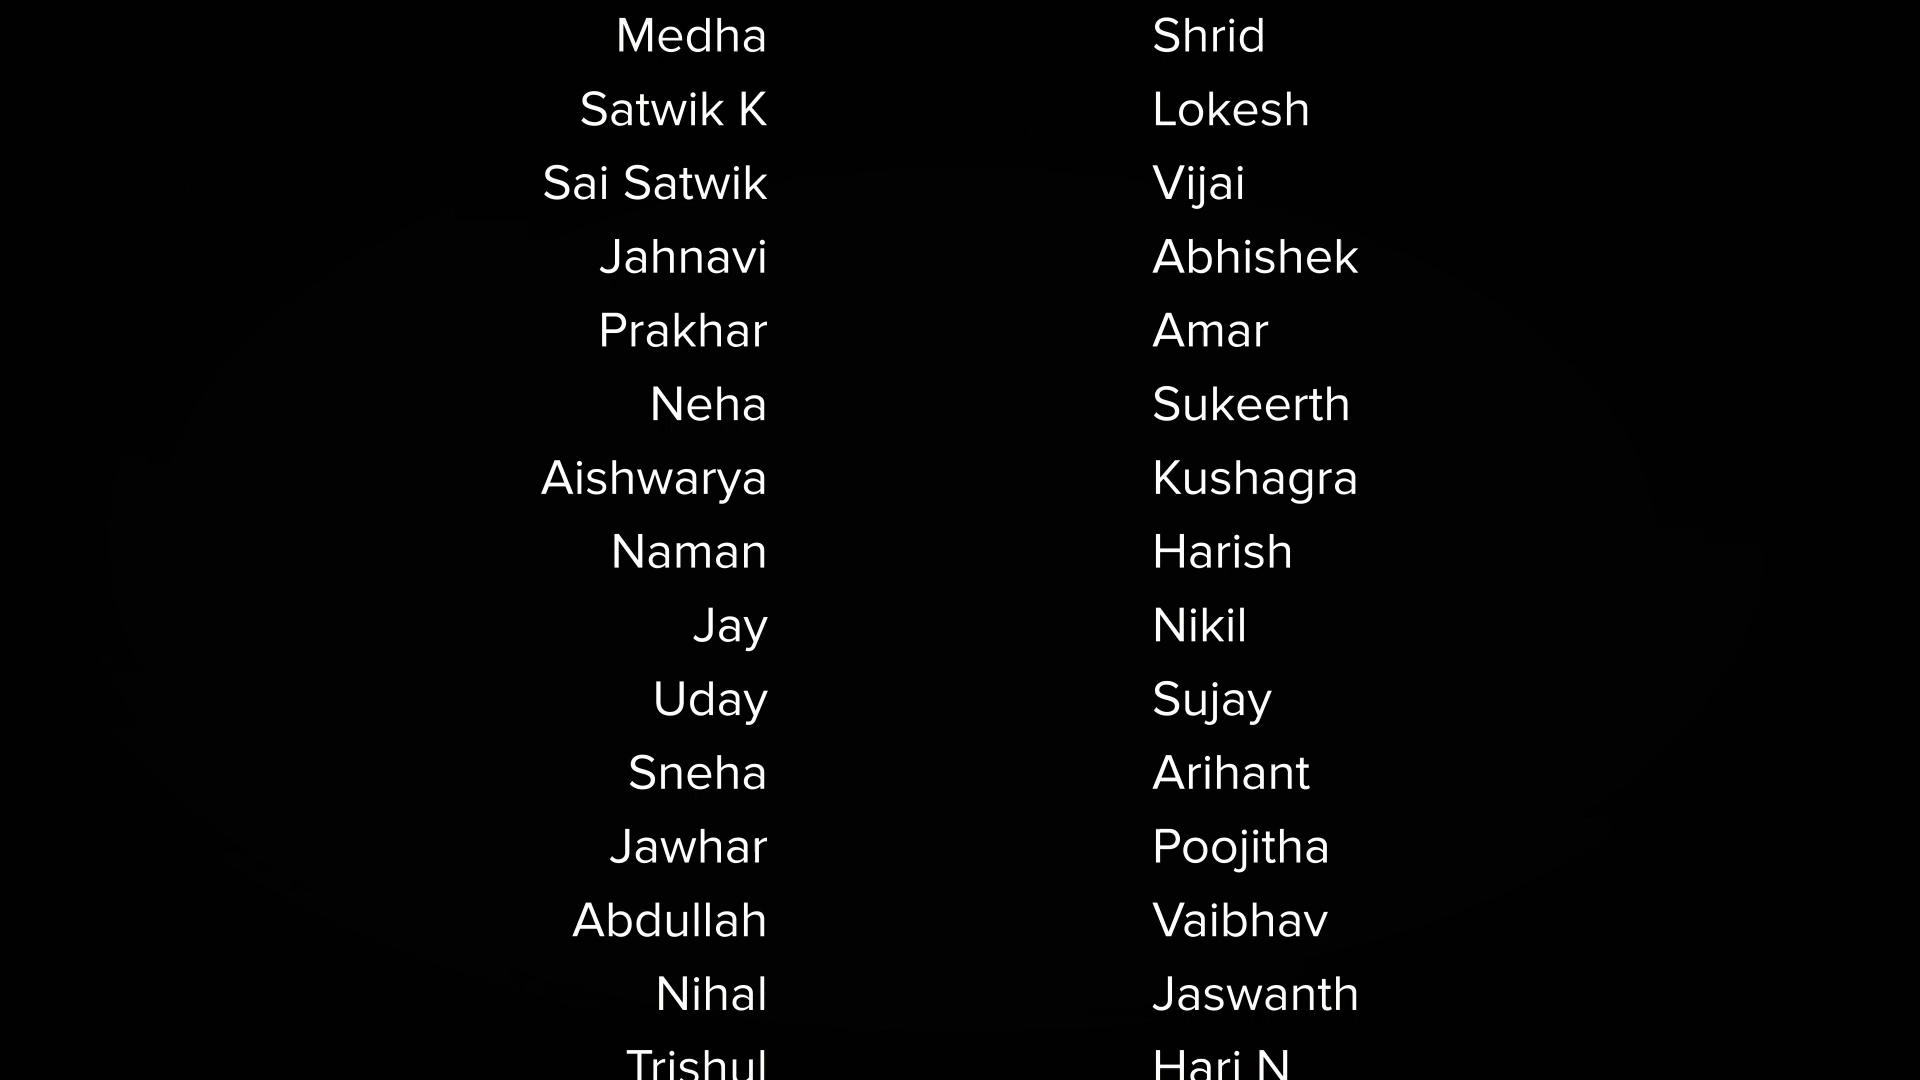 Medha Shrid
Satwik K Lokesh
Sai Satwik Vijai
Jahnavi Abhishek
Prakhar Amar
Neha Sukeerth
Aishwarya Kushagra
Naman Harish
Jay Nikil
Uday Sujay
Sneha Arihant
Jawhar Poojitha
Abdullah Vaibhav
Nihal Jaswanth
Trishul Hari N